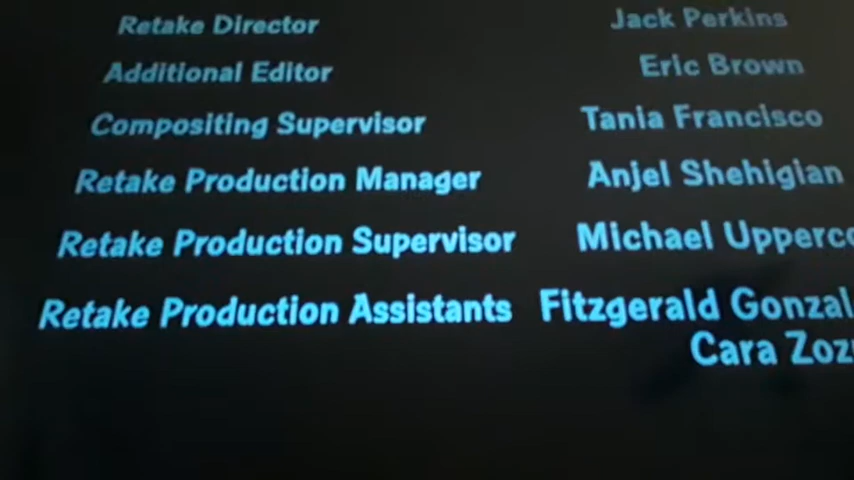 Retake Director Jack Perkins
Additional Editor Eric Brown
Compositing Supervisor Tania Francisco
Retake Production Manager Anjel Shehigian
Retake Production Supervisor Michael
Retake Production Assistants Fitzgerald
Cara